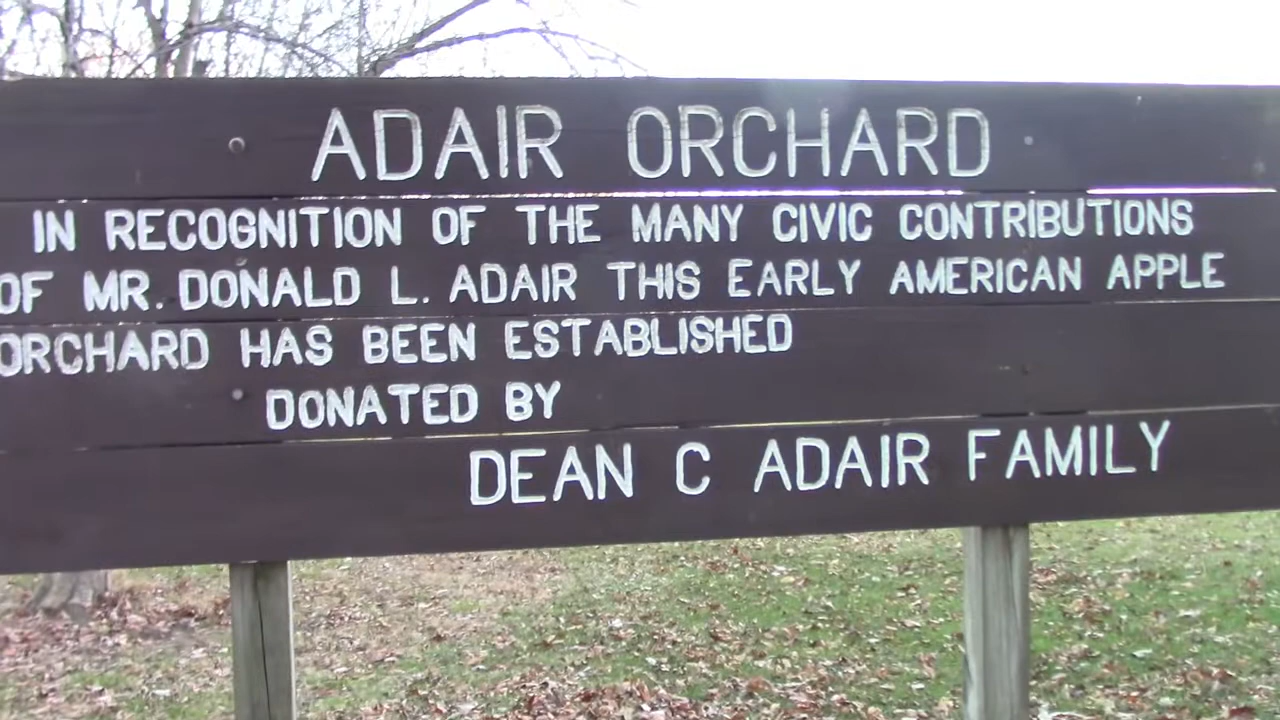 ADAIR ORCHARD
IN RECOGNITION OF THE MANY CIVIC CONTRIBUTIONS
OF MR. DONALD L. ADAIR THIS EARLY AMERICAN APPLE
ORCHARD HAS BEEN ESTABLISHED
DONATED BY
DEAN C ADAIR FAMILY